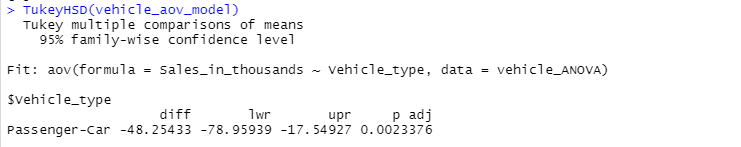 > TukeyHSD(vehicle_aov_model)
  Tukey multiple comparisons of means
    95% family-wise confidence level

Fit: aov(formula = Sales_in_thousands ~ Vehicle_type, data = vehicle_ANOVA)

$Vehicle_type
                   diff       lwr       upr     p adj
Passenger-Car -48.25433 -78.95939 -17.54927 0.0023376